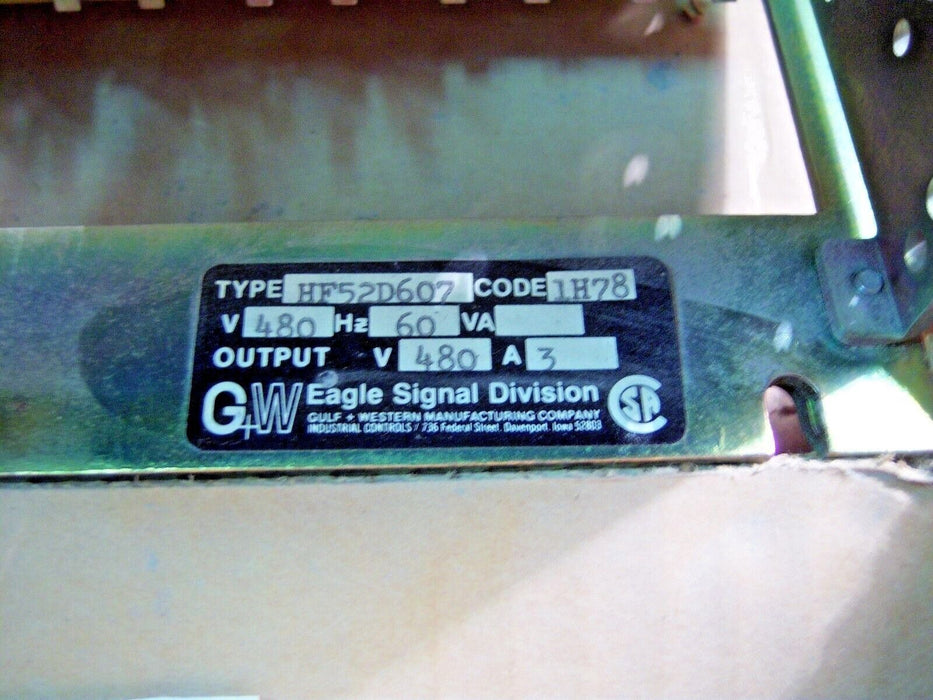 TYPE HF52D607 CODE 1H78
V 480 Hz 60 VA
OUTPUT V 480 A 3
G+W Eagle Signal Division
GULF + WESTERN MANUFACTURING COMPANY
INDUSTRIAL CONTROLS / 736 Federal Street, Davenport, Iowa 52803
SA